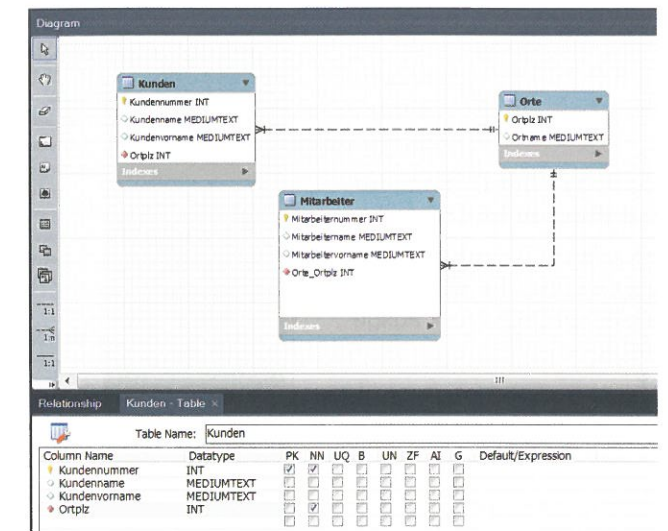 Diagram
Kunden
Kundennummer INT
Kundenname MEDIUMTEXT
Kundenvorname MEDIUMTEXT
Ortplz INT
Indexes
Orte
Ortplz INT
Ortname MEDIUMTEXT
Indexes
Mitarbeiter
Mitarbeiternummer INT
Mitarbeitername MEDIUMTEXT
Mitarbeitervorname MEDIUMTEXT
Orte_Ortplz INT
Indexes
1:1
1:n
1:1
Relationship Kunden - Table ×
Table Name: Kunden
Column Name Datatype PK NN UQ B UN ZF AI G Default/Expression
Kundennummer INT
Kundenname MEDIUMTEXT
Kundenvorname MEDIUMTEXT
Ortplz INT